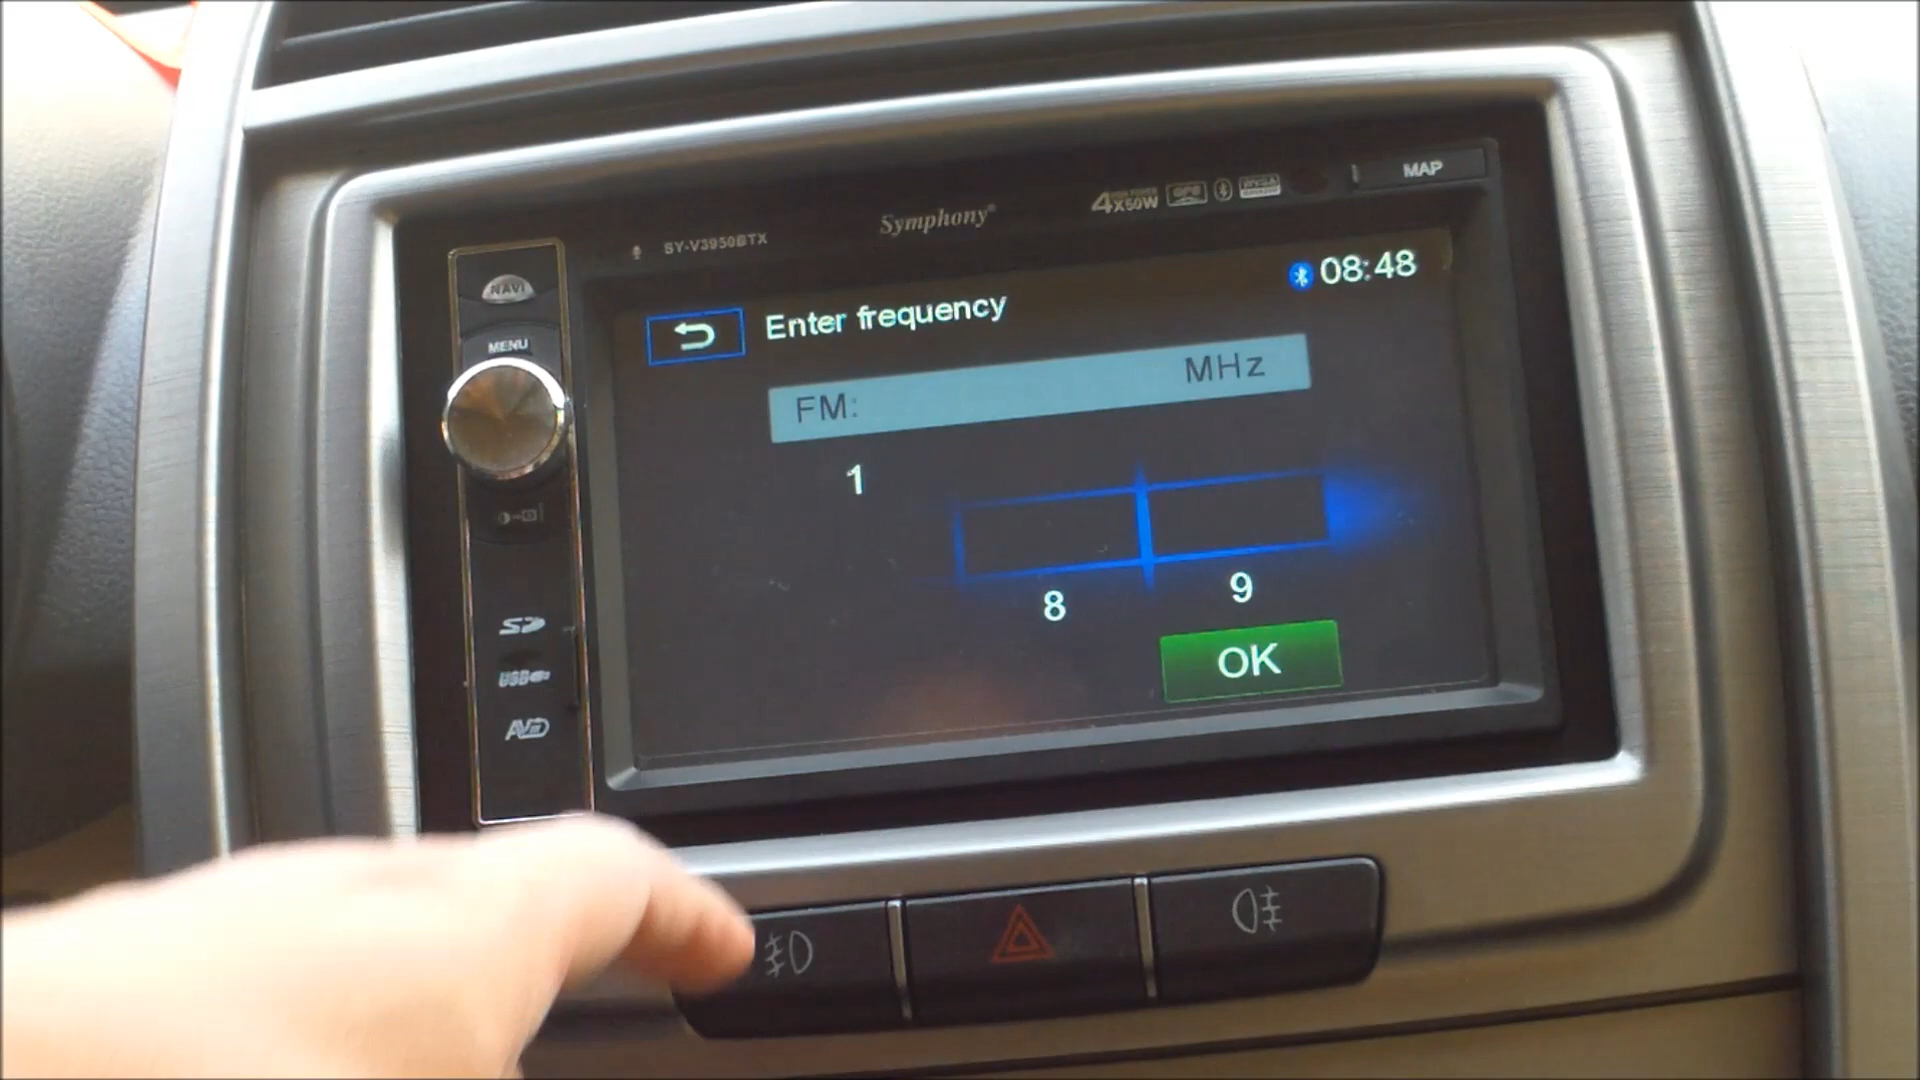 MAP
4X50W
GPS
Symphony®
SY-V3950BTX
NAVI
MENU
08:48
Enter frequency
FM: MHz
1
8 9
OK
SD
USB